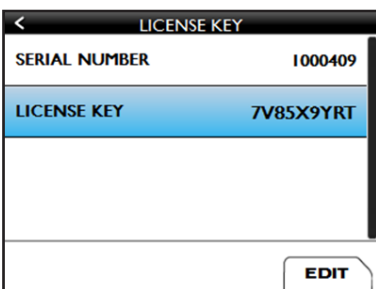 < LICENSE KEY
SERIAL NUMBER 1000409
LICENSE KEY 7V85X9YRT
EDIT